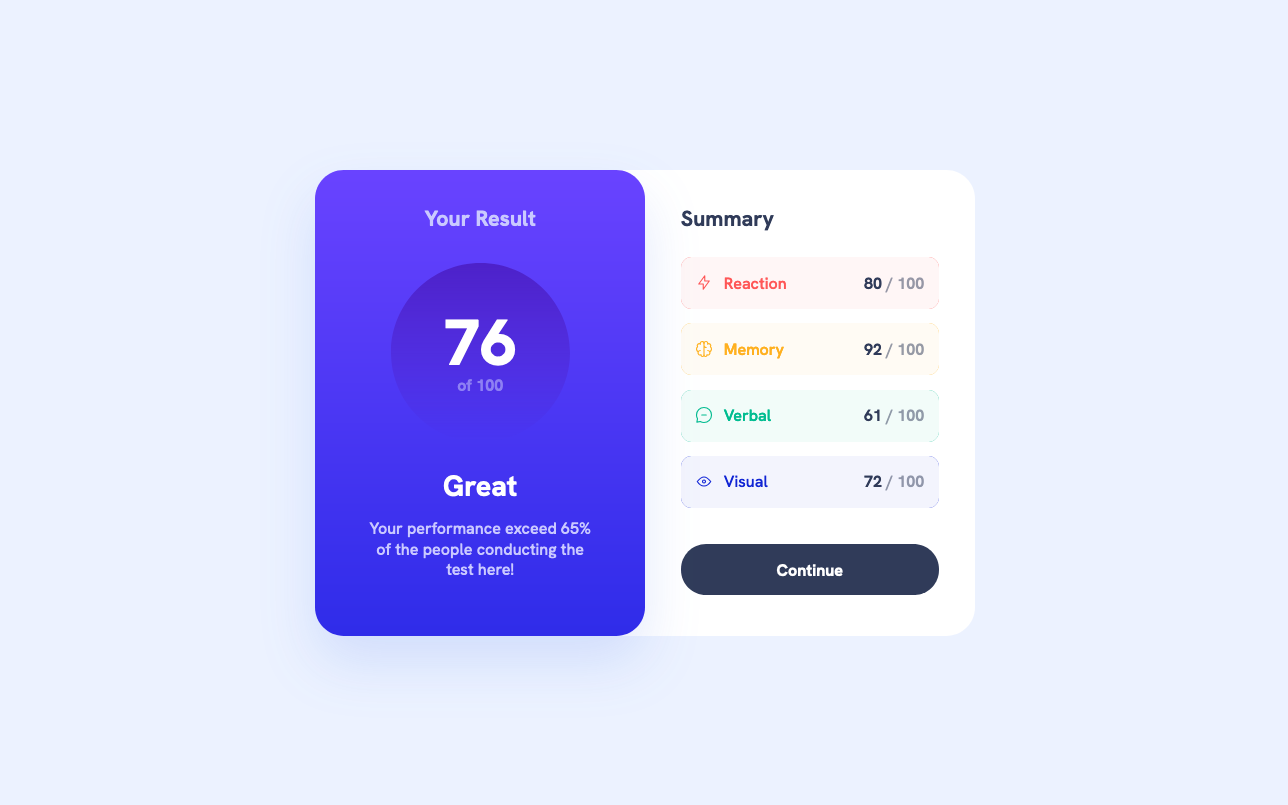 Your Result
76
of 100
Great
Your performance exceed 65%
of the people conducting the
test here!
Summary
Reaction 80 / 100
Memory 92 / 100
Verbal 61 / 100
Visual 72 / 100
Continue